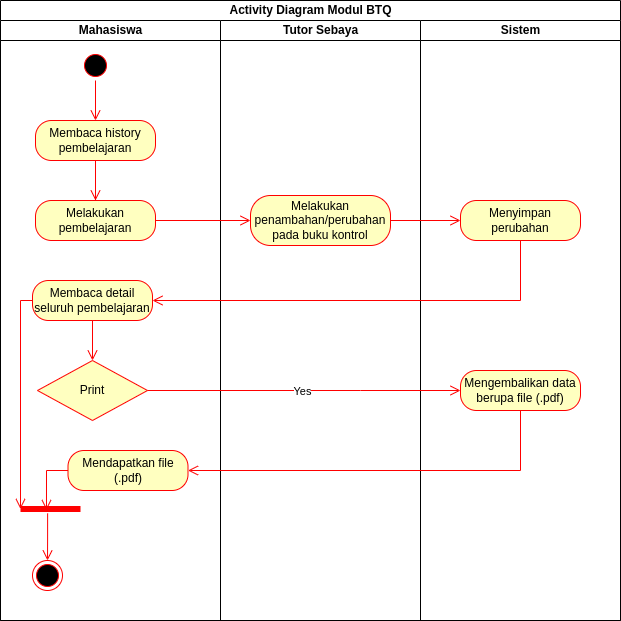 Activity Diagram Modul BTQ
Mahasiswa
Tutor Sebaya
Sistem
Membaca history
pembelajaran
Melakukan
pembelajaran
Melakukan
penambahan/perubahan
pada buku kontrol
Menyimpan
perubahan
Membaca detail
seluruh pembelajaran
Print
Yes
Mengembalikan data
berupa file (.pdf)
Mendapatkan file
(.pdf)